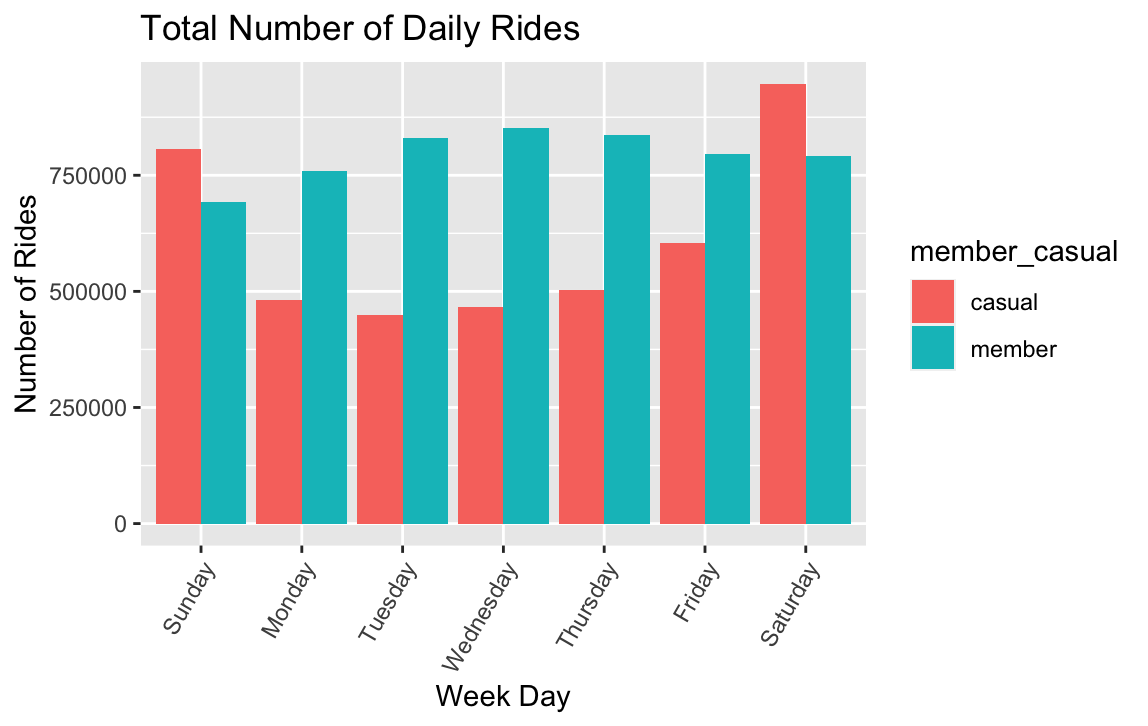 Total Number of Daily Rides
Number of Rides
750000
500000
250000
0
Sunday
Monday
Tuesday
Wednesday
Thursday
Friday
Saturday
Week Day
member_casual
casual
member